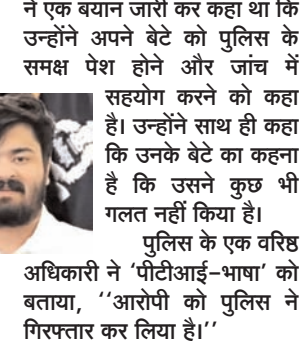 ने एक बयान जारी कर कहा था कि
उन्होंने अपने बेटे को पुलिस के
समक्ष पेश होने और जांच में
सहयोग करने को कहा
है। उन्होंने साथ ही कहा
कि उनके बेटे का कहना
है कि उसने कुछ भी
गलत नहीं किया है।
पुलिस के एक वरिष्ठ
अधिकारी ने ‘पीटीआई-भाषा’ को
बताया, ‘‘आरोपी को पुलिस ने
गिरफ्तार कर लिया है।’’